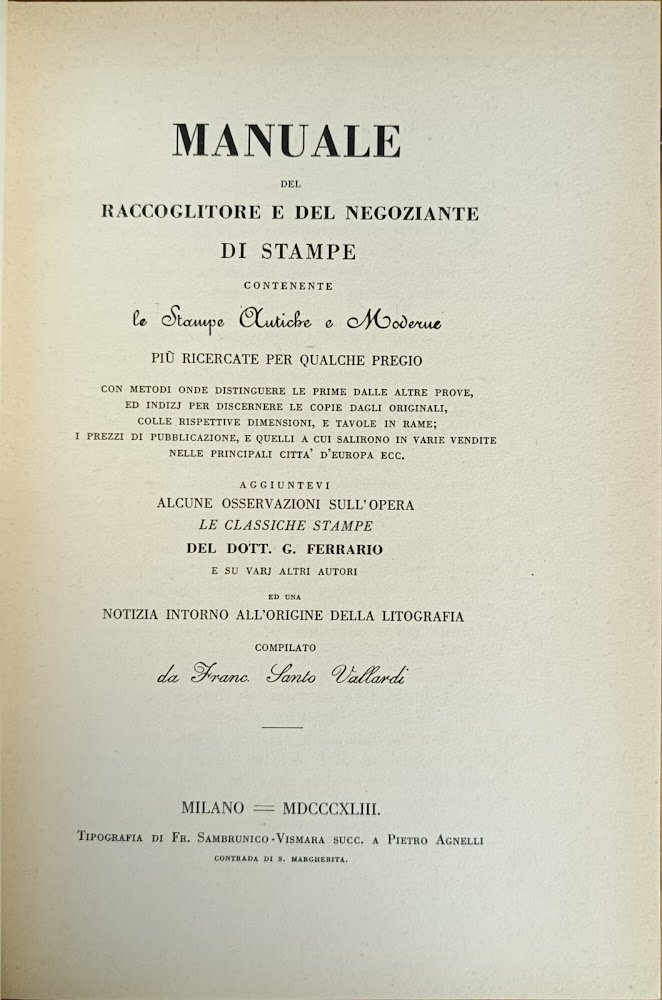 MANUALE
DEL
RACCOGLITORE E DEL NEGOZIANTE
DI STAMPE
CONTENENTE
le Stampe Antiche e Moderne
PIÙ RICERCATE PER QUALCHE PREGIO
CON METODI ONDE DISTINGUERE LE PRIME DALLE ALTRE PROVE,
ED INDIZJ PER DISCERNERE LE COPIE DAGLI ORIGINALI,
COLLE RISPETTIVE DIMENSIONI, E TAVOLE IN RAME;
I PREZZI DI PUBBLICAZIONE, E QUELLI A CUI SALIRONO IN VARIE VENDITE
NELLE PRINCIPALI CITTA' D'EUROPA ECC.
AGGIUNTEVI
ALCUNE OSSERVAZIONI SULL'OPERA
LE CLASSICHE STAMPE
DEL DOTT. G. FERRARIO
E SU VARJ ALTRI AUTORI
ED UNA
NOTIZIA INTORNO ALL'ORIGINE DELLA LITOGRAFIA
COMPILATO
da Franc. Santo Vallardi
MILANO = MDCCCXLIII.
TIPOGRAFIA DI FR. SAMBRUNICO-VISMARA SUCC. A PIETRO AGNELLI
CONTRADA DI S. MARGHERITA.